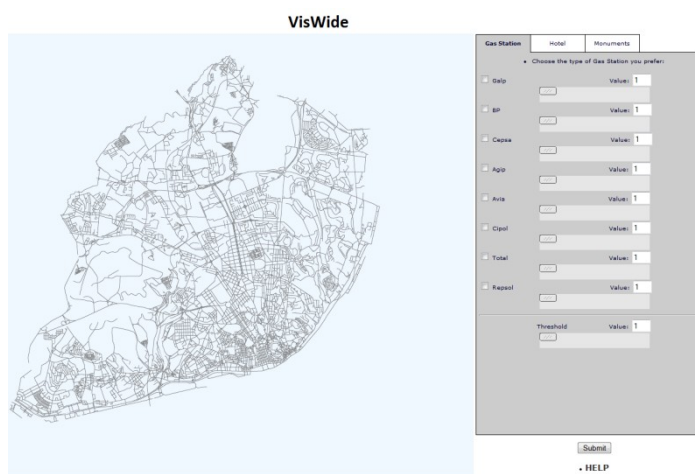 VisWide
Gas Station Hotel Monuments
• Choose the type of Gas Station you prefer:
Galp Value: 1
BP Value: 1
Cepsa Value: 1
Agip Value: 1
Avia Value: 1
Cipol Value: 1
Total Value: 1
Rapsol Value: 1
Threshold Value: 1
Submit
• HELP